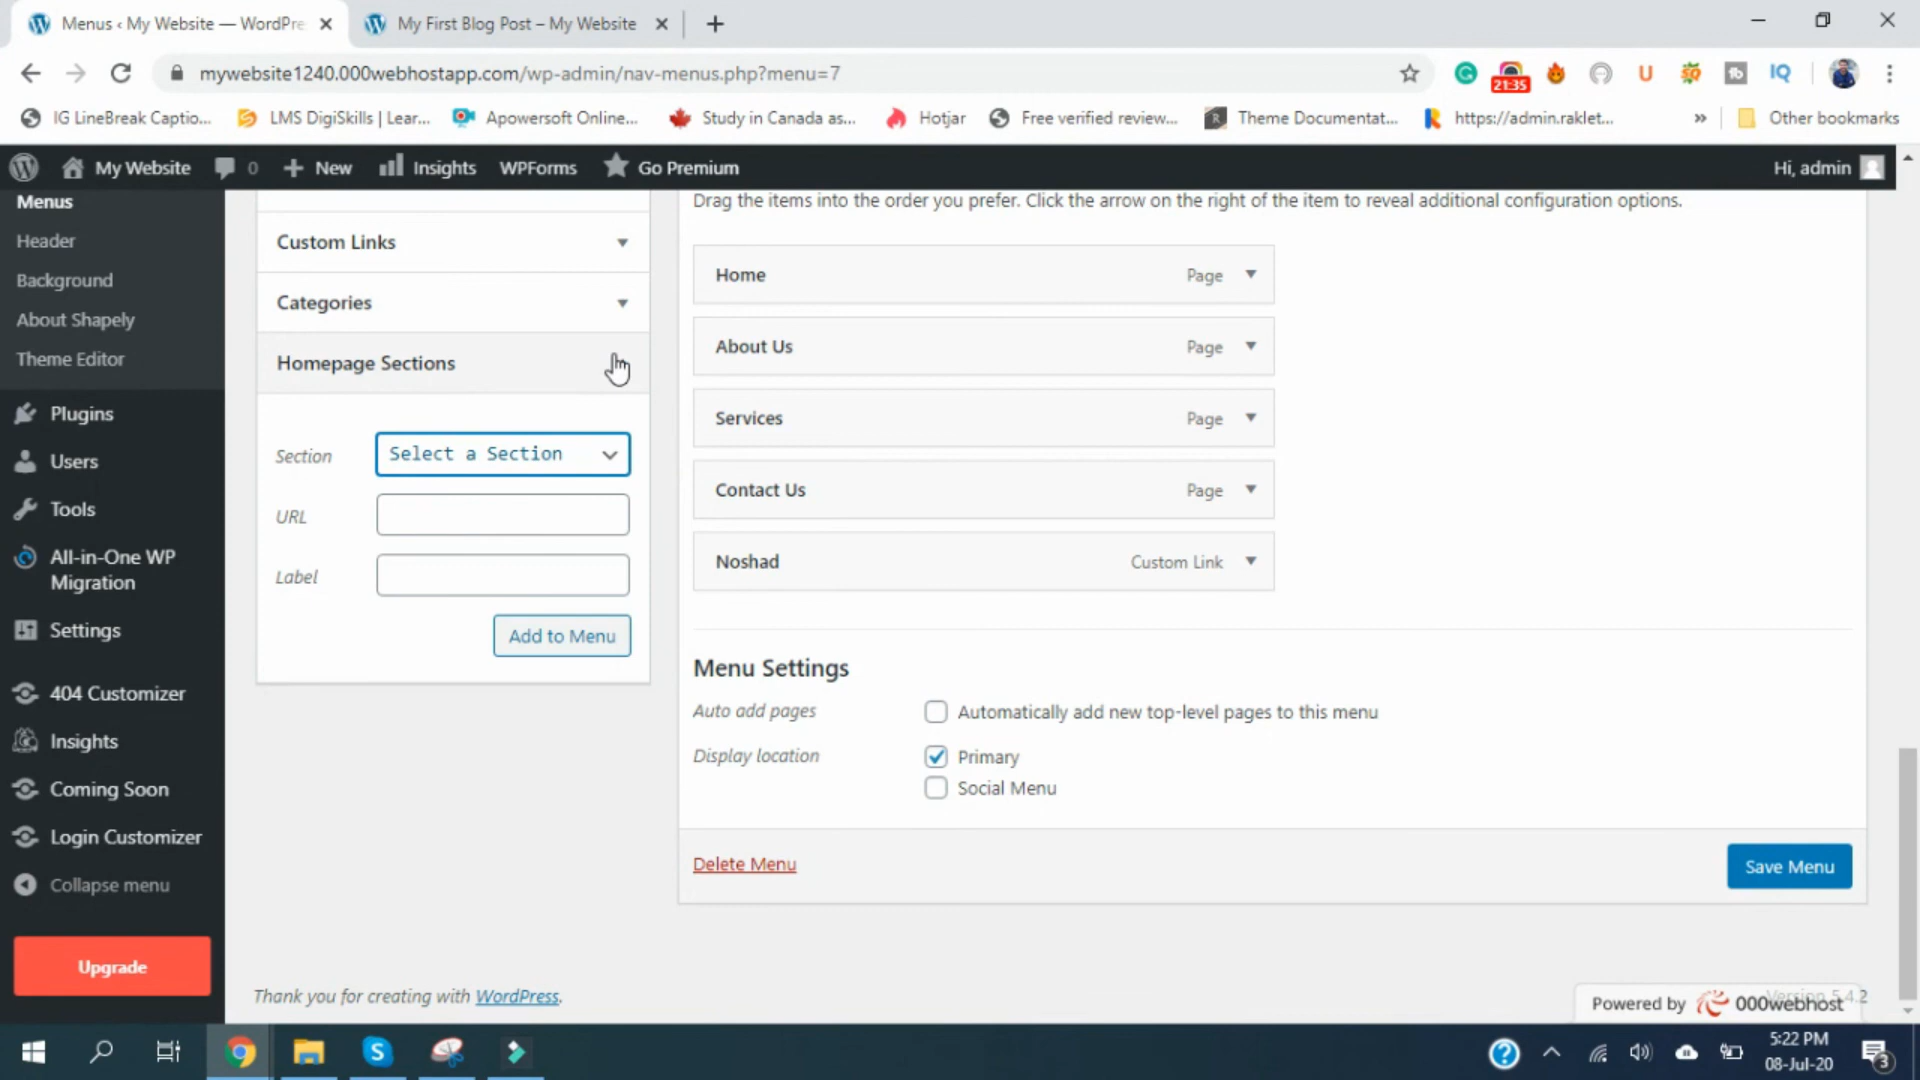 Menus ‹ My Website — WordPre
My First Blog Post – My Website
mywebsite1240.000webhostapp.com/wp-admin/nav-menus.php?menu=7
21:35
U
IQ
IG LineBreak Captio...
LMS DigiSkills | Lear...
Apowersoft Online...
Study in Canada as...
Hotjar
Free verified review...
Theme Documentat...
https://admin.raklet...
»
Other bookmarks
My Website
0
New
Insights
WPForms
Go Premium
Hi, admin
Menus
Header
Background
About Shapely
Theme Editor
Plugins
Users
Tools
All-in-One WP
Migration
Settings
404 Customizer
Insights
Coming Soon
Login Customizer
Collapse menu
Upgrade
Custom Links
Categories
Homepage Sections
Section
Select a Section
URL
Label
Add to Menu
Drag the items into the order you prefer. Click the arrow on the right of the item to reveal additional configuration options.
Home
Page
About Us
Page
Services
Page
Contact Us
Page
Noshad
Custom Link
Menu Settings
Auto add pages
Automatically add new top-level pages to this menu
Display location
Primary
Social Menu
Delete Menu
Save Menu
Thank you for creating with WordPress.
Version 5.4.2
Powered by 000webhost
5:22 PM
08-Jul-20
3